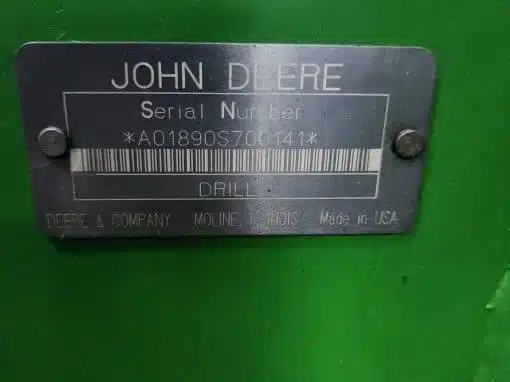 JOHN DEERE
Serial Number
*A01890S700141*
DRILL
DEERE & COMPANY MOLINE, ILLINOIS Made in USA